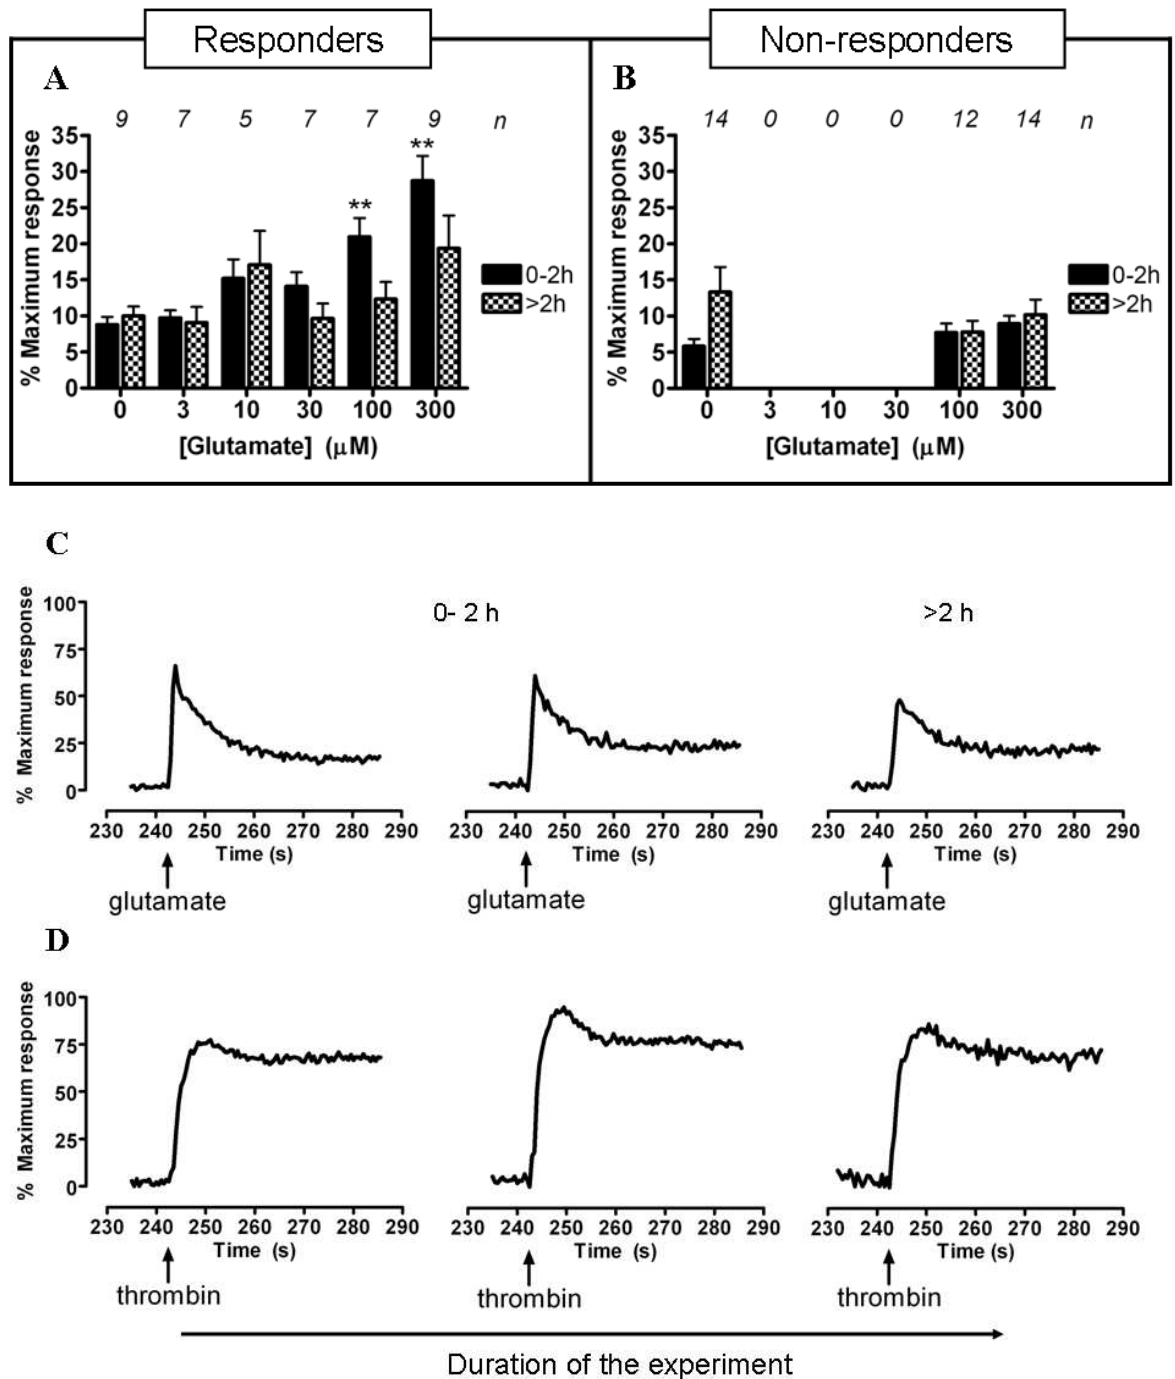 Responders
Non-responders
A
B
9 7 5 7 7 9 n
14 0 0 0 12 14 n
% Maximum response
35
30
25
20
15
10
5
0
**
**
0-2h
>2h
0 3 10 30 100 300
[Glutamate] (μM)
% Maximum response
35
30
25
20
15
10
5
0
0-2h
>2h
0 3 10 30 100 300
[Glutamate] (μM)
C
0- 2 h
>2 h
% Maximum response
100
75
50
25
0
230 240 250 260 270 280 290
230 240 250 260 270 280 290
230 240 250 260 270 280 290
Time (s)
Time (s)
Time (s)
glutamate
glutamate
glutamate
D
% Maximum response
100
75
50
25
0
230 240 250 260 270 280 290
230 240 250 260 270 280 290
230 240 250 260 270 280 290
Time (s)
Time (s)
Time (s)
thrombin
thrombin
thrombin
Duration of the experiment